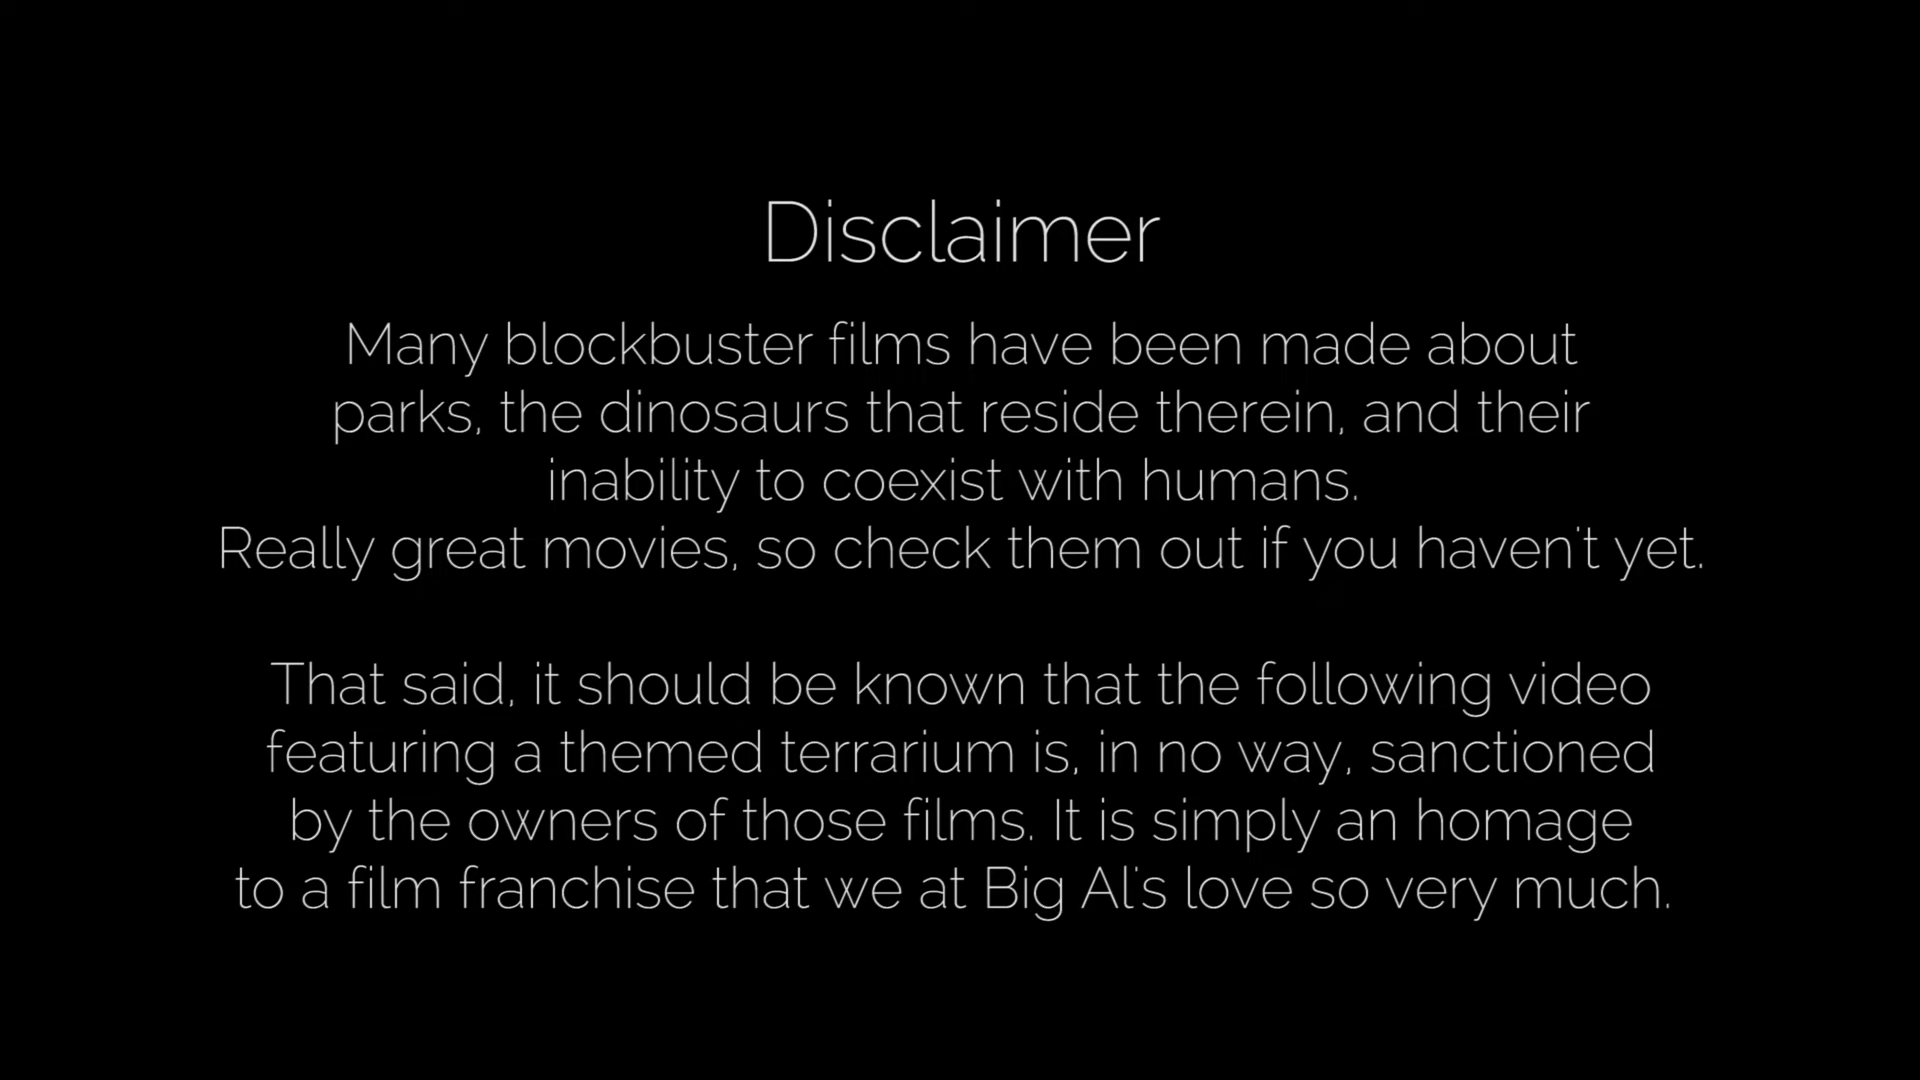 Disclaimer
Many blockbuster films have been made about
parks, the dinosaurs that reside therein, and their
inability to coexist with humans.
Really great movies, so check them out if you haven't yet.
That said, it should be known that the following video
featuring a themed terrarium is, in no way, sanctioned
by the owners of those films. It is simply an homage
to a film franchise that we at Big Al's love so very much.